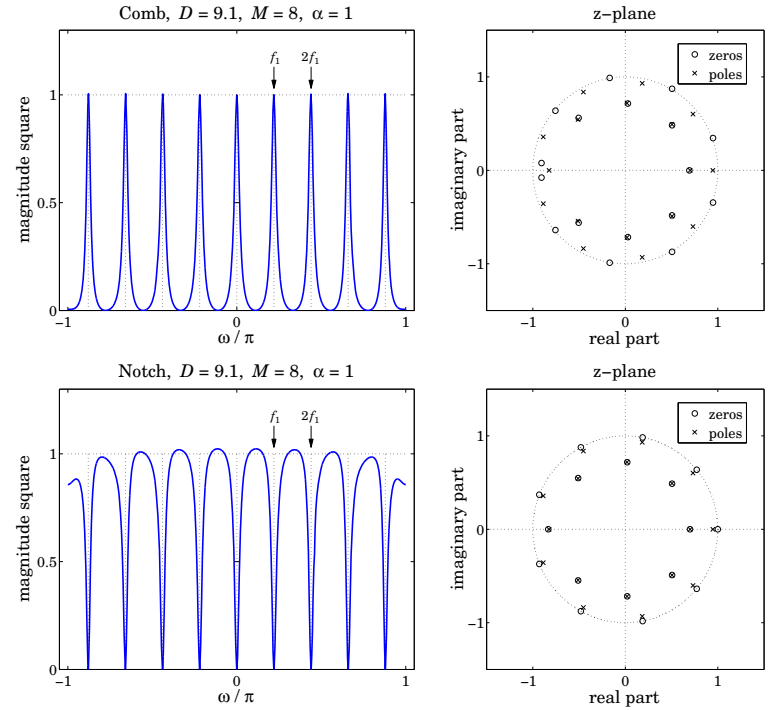 Comb, D = 9.1, M = 8, α = 1
f₁
2f₁
magnitude square
1
0.5
0
−1
0
1
ω / π
z-plane
zeros
poles
imaginary part
1
0
−1
−1
0
1
real part
Notch, D = 9.1, M = 8, α = 1
f₁
2f₁
magnitude square
1
0.5
0
−1
0
1
ω / π
z-plane
zeros
poles
imaginary part
1
0
−1
−1
0
1
real part